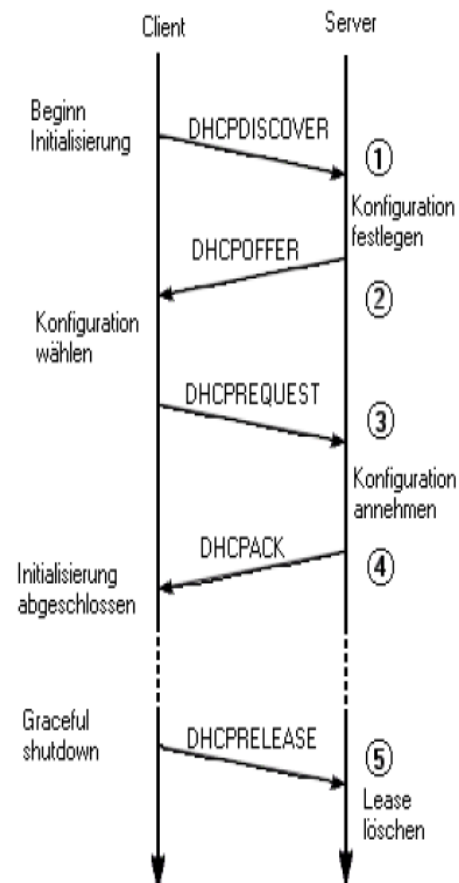 Client
Server
Beginn
Initialisierung
DHCPDISCOVER
①
Konfiguration
festlegen
DHCPOFFER
②
Konfiguration
wählen
DHCPREQUEST
③
Konfiguration
annehmen
DHCPACK
④
Initialisierung
abgeschlossen
Graceful
shutdown
DHCPRELEASE
⑤
Lease
löschen